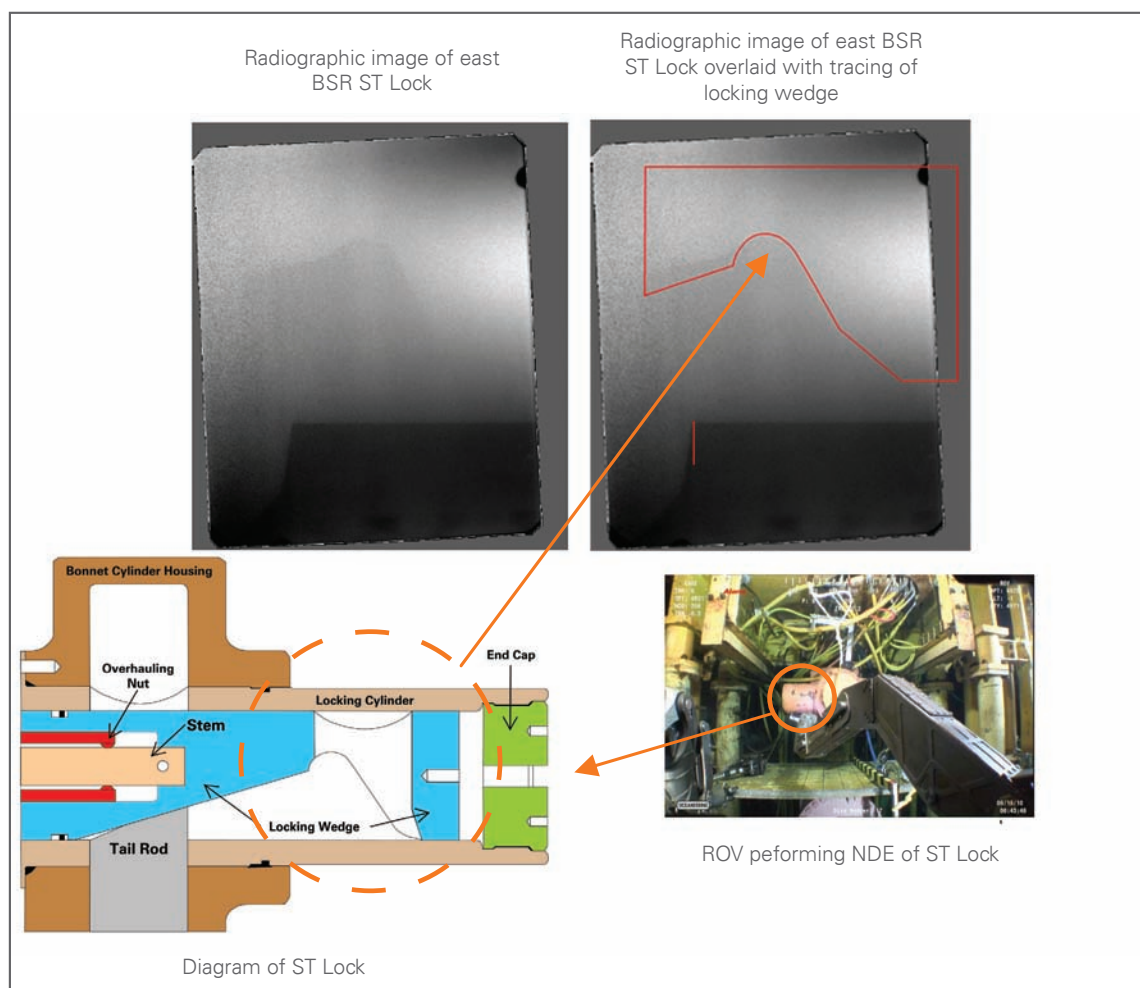 Radiographic image of east
BSR ST Lock
Radiographic image of east BSR
ST Lock overlaid with tracing of
locking wedge
Bonnet Cylinder Housing
Overhauling
Nut
Stem
Locking Cylinder
End Cap
Locking Wedge
Tail Rod
Diagram of ST Lock
ROV peforming NDE of ST Lock